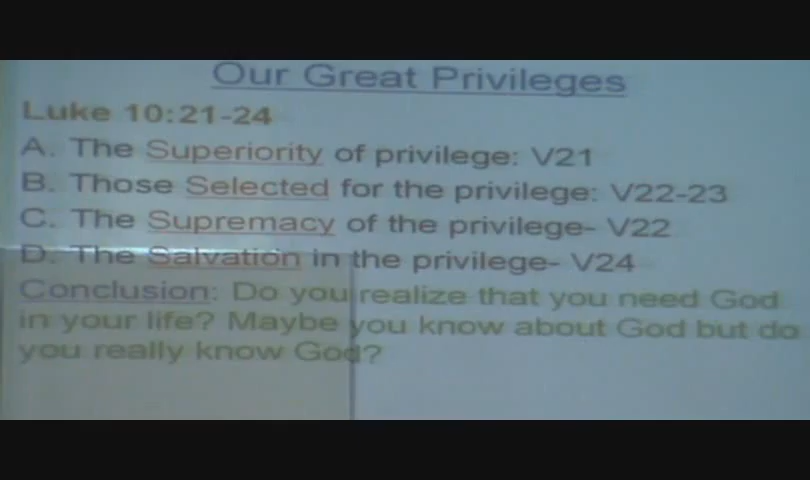 Our Great Privileges
Luke 10:21-24
A. The Superiority of privilege: V21
B. Those Selected for the privilege: V22-23
C. The Supremacy of the privilege- V22
D. The Salvation in the privilege- V24
Conclusion: Do you realize that you need God
in your life? Maybe you know about God but do
you really know God?